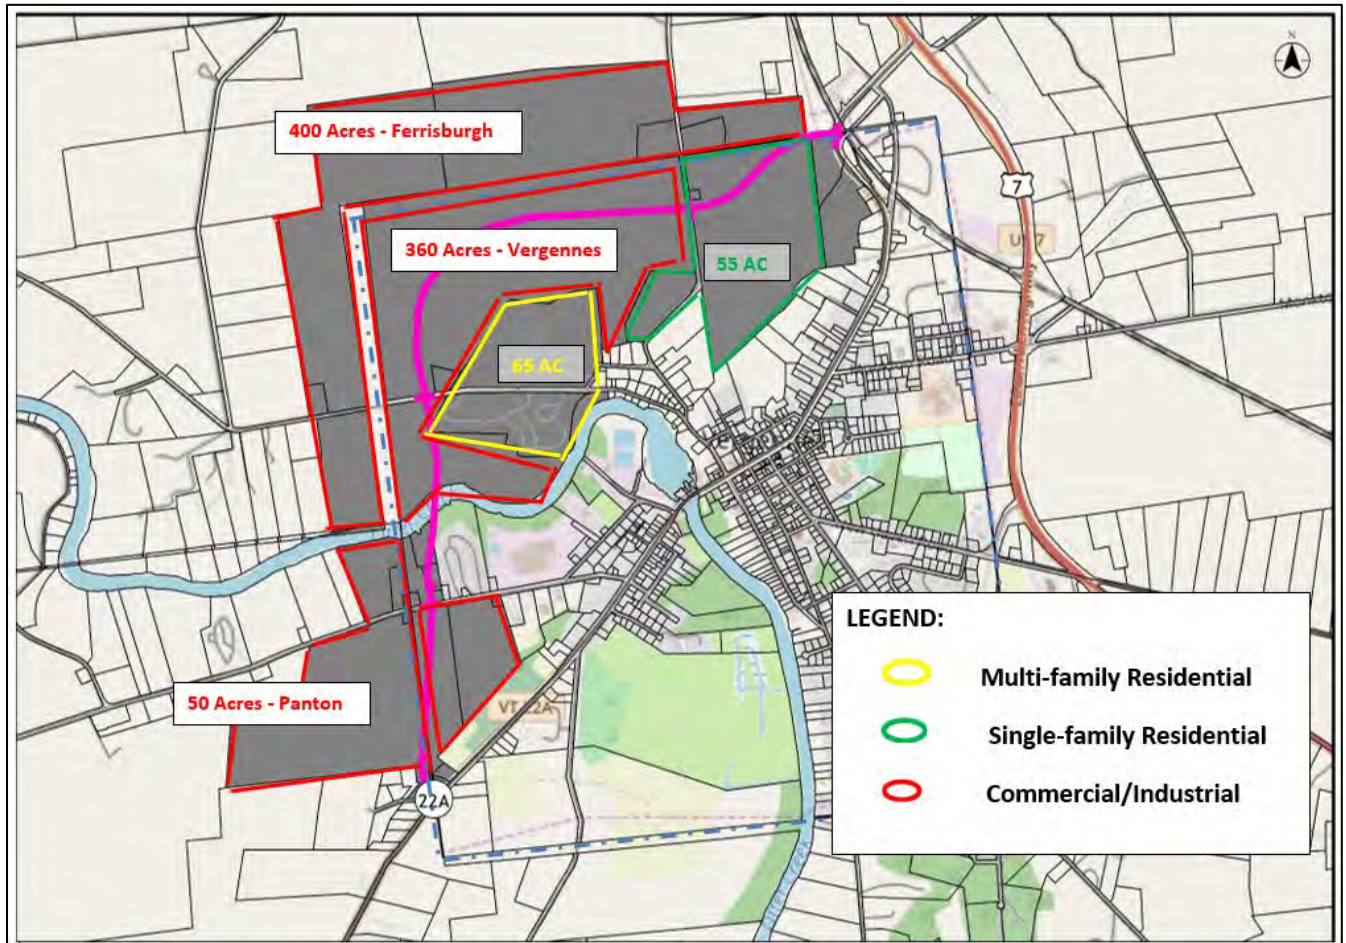 N
400 Acres - Ferrisburgh
7
360 Acres - Vergennes
55 AC
65 AC
LEGEND:
Multi-family Residential
50 Acres - Panton
VT 22A
Single-family Residential
Commercial/Industrial
22A